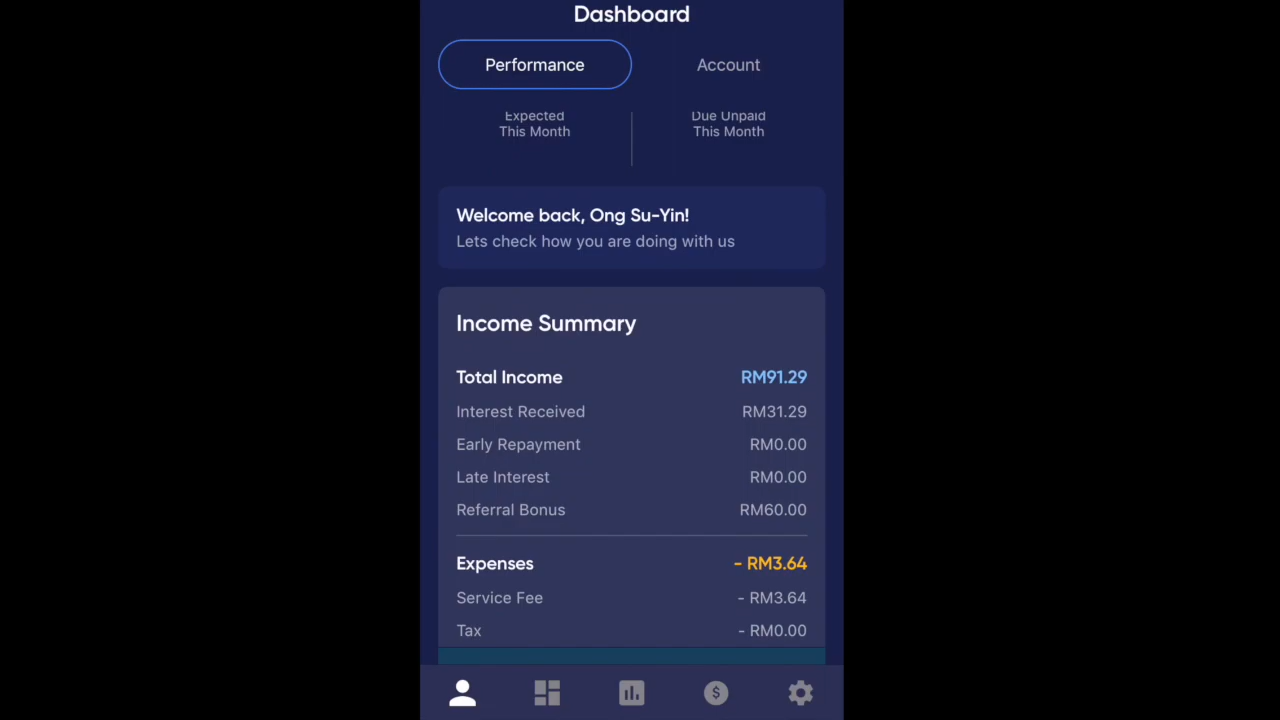 Dashboard
Performance
Account
Expected
This Month
Due Unpaid
This Month
Welcome back, Ong Su-Yin!
Lets check how you are doing with us
Income Summary
Total Income RM91.29
Interest Received RM31.29
Early Repayment RM0.00
Late Interest RM0.00
Referral Bonus RM60.00
Expenses - RM3.64
Service Fee - RM3.64
Tax - RM0.00